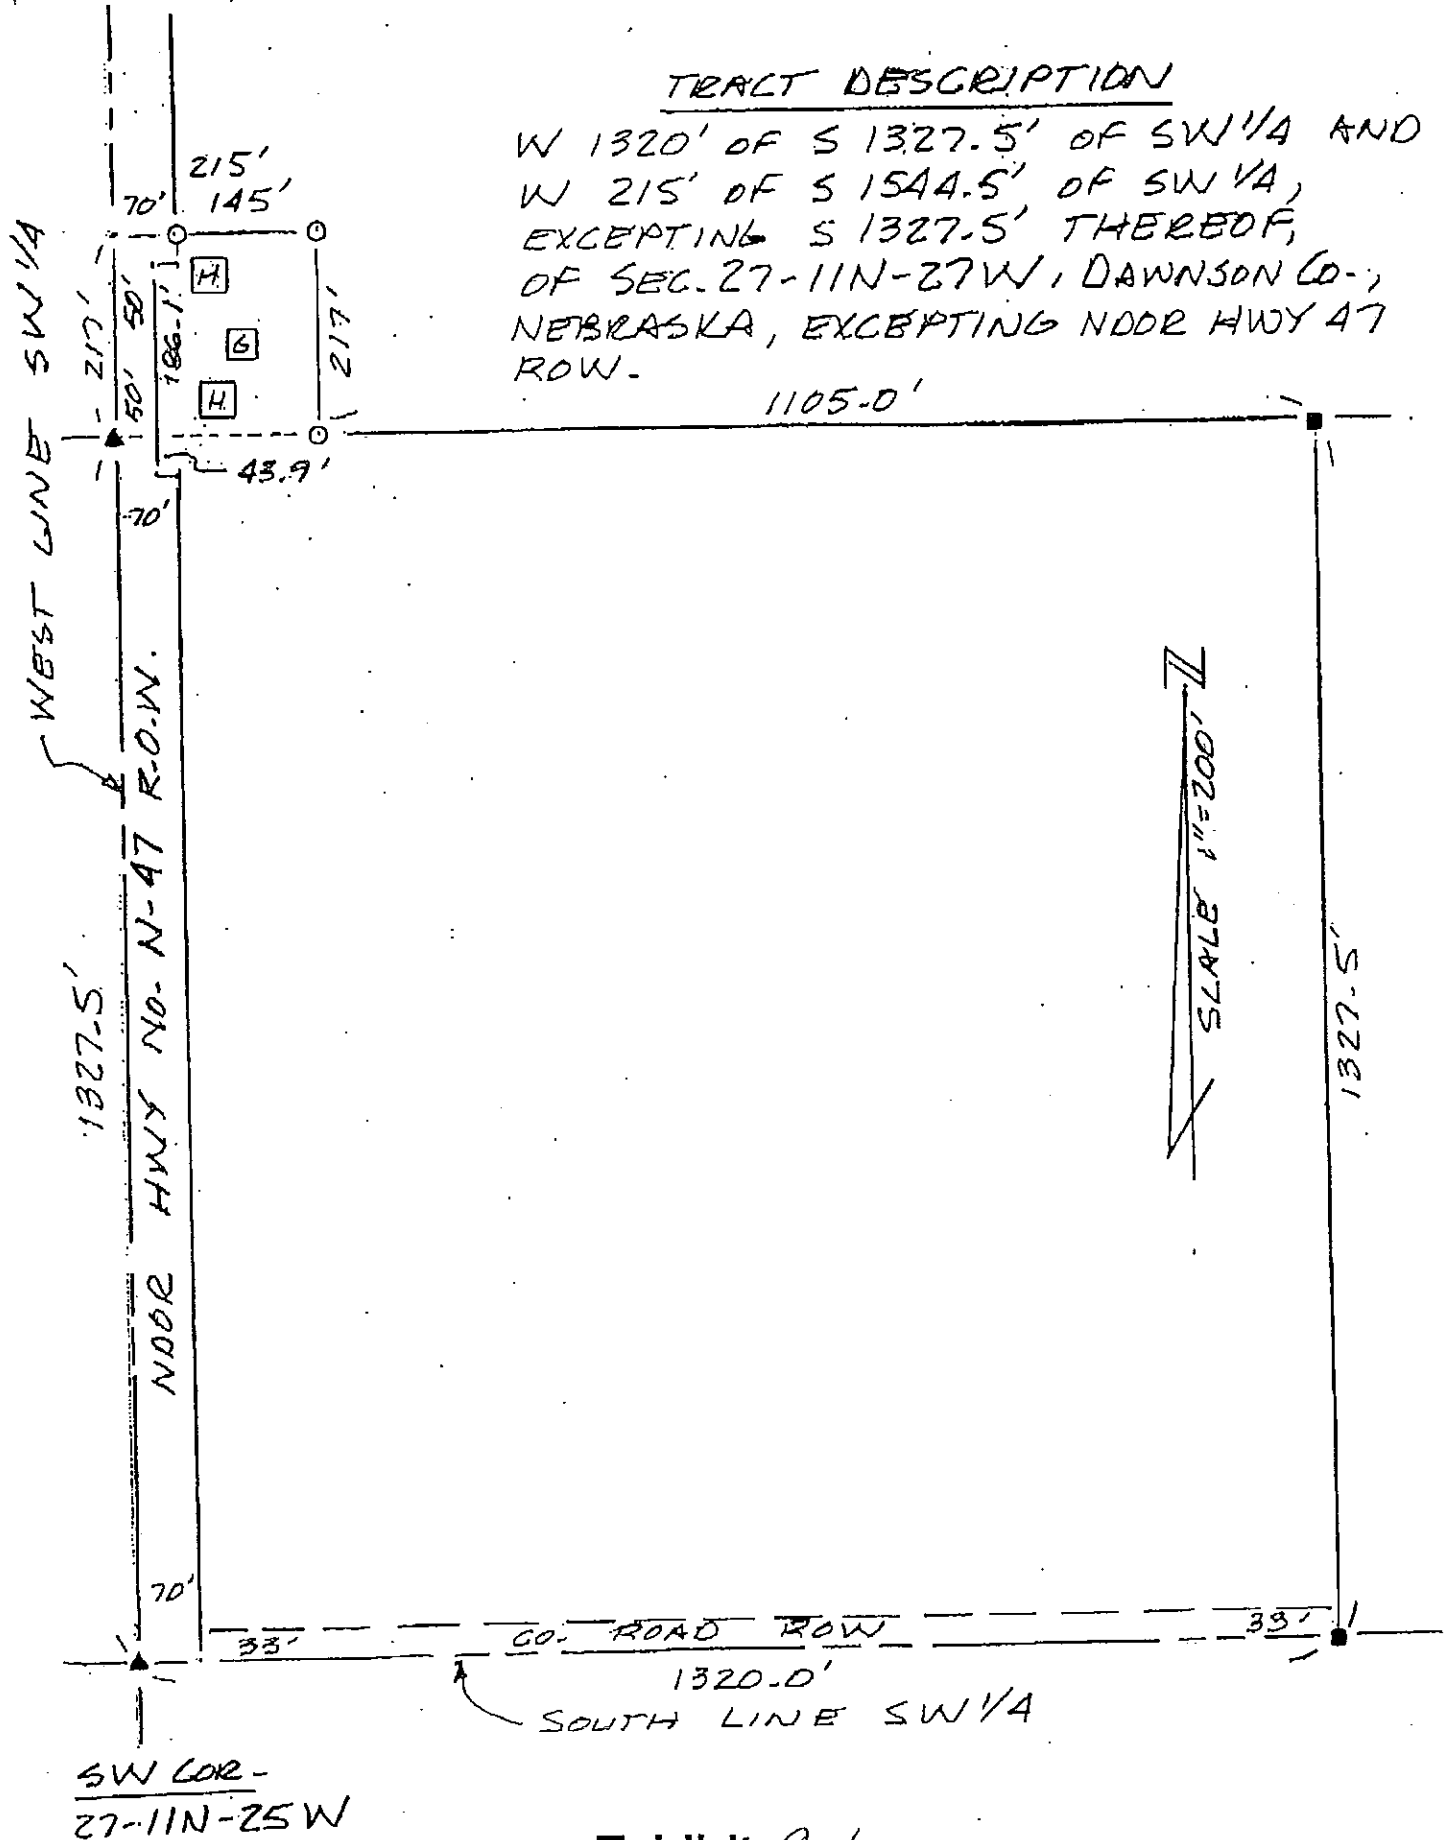 TRACT DESCRIPTION
W 1320' OF S 1327.5' OF SW 1/4 AND
W 215' OF S 1544.5' OF SW 1/4,
EXCEPTING S 1327.5' THEREOF,
OF SEC. 27-11N-27W, DAWNSON CO.,
NEBRASKA, EXCEPTING NDOR HWY 47
ROW.
215'
70' 145'
WEST LINE SW 1/4
217'
50' 50'
186.1'
H
G
H
217'
1105.0'
43.9'
70'
NDOR HWY NO. N-47 R.O.W.
1327.5'
SCALE 1"=200'
1327.5'
70'
33' CO. ROAD ROW 33'
1320.0'
SOUTH LINE SW 1/4
SW COR.
27-11N-25W